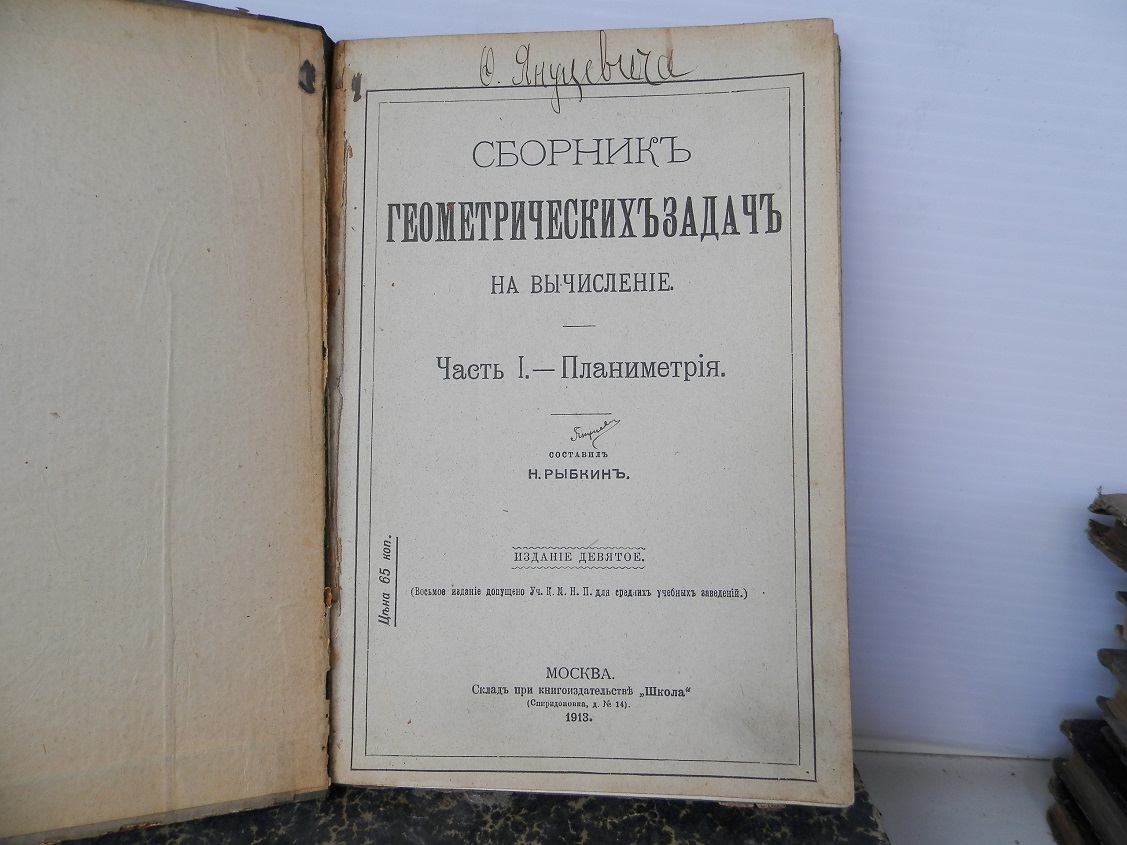 Ѳ. Януцевича
СБОРНИКЪ
ГЕОМЕТРИЧЕСКИХЪ ЗАДАЧЪ
НА ВЫЧИСЛЕНІЕ.
Часть I.—Планиметрія.
СОСТАВИЛЪ
Н. РЫБКИНЪ.
Цѣна 65 коп.
ИЗДАНІЕ ДЕВЯТОЕ.
(Восьмое изданіе допущено Уч. К. М. Н. П. для среднихъ учебныхъ заведеній.)
МОСКВА.
Складъ при книгоиздательствѣ „Школа“
(Спиридоновка, д. № 14).
1913.